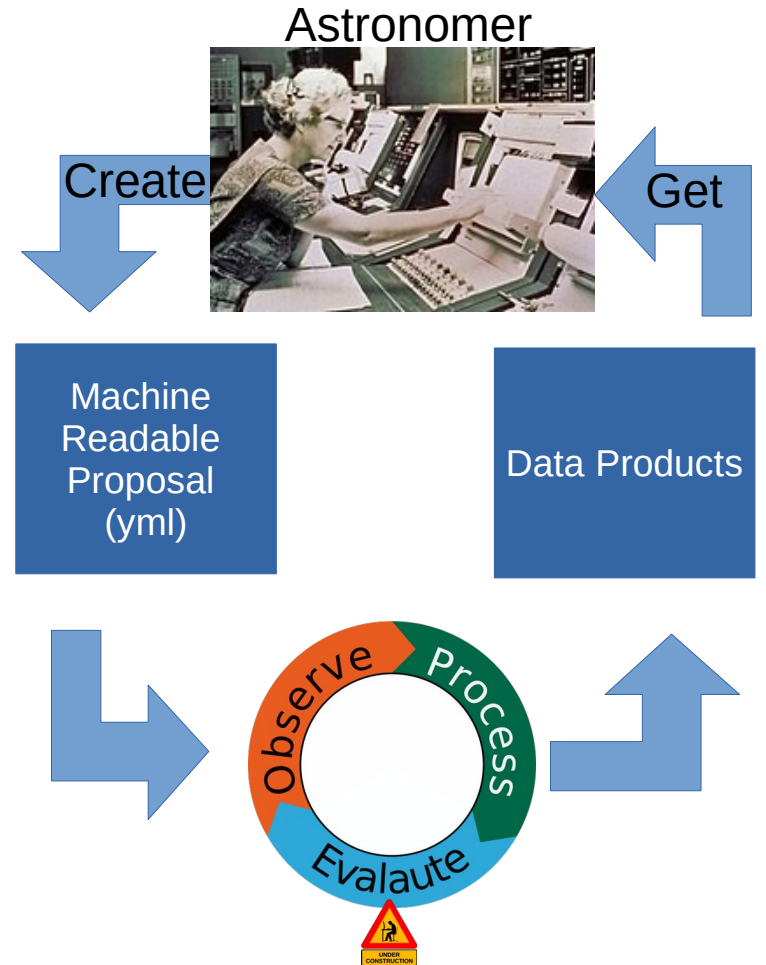 Astronomer
Create
Get
Machine
Readable
Proposal
(yml)
Data Products
Observe
Process
Evalaute
UNDER
CONSTRUCTION